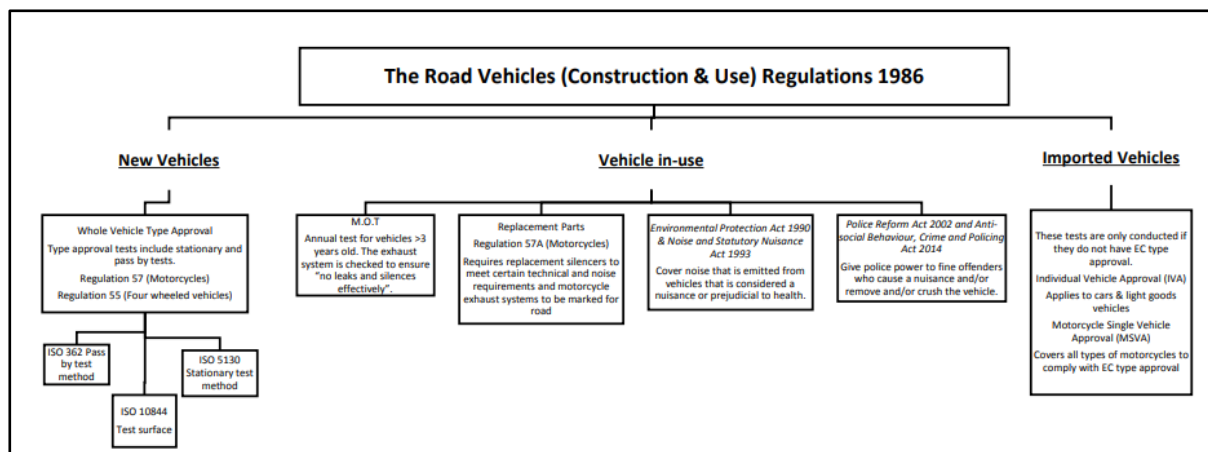 The Road Vehicles (Construction & Use) Regulations 1986
New Vehicles
Whole Vehicle Type Approval
Type approval tests include stationary and
pass by tests.
Regulation 57 (Motorcycles)
Regulation 55 (Four wheeled vehicles)
ISO 362 Pass
by test
method
ISO 10844
Test surface
ISO 5130
Stationary test
method
Vehicle in-use
M.O.T
Annual test for vehicles >3
years old. The exhaust
system is checked to ensure
“no leaks and silences
effectively”.
Replacement Parts
Regulation 57A (Motorcycles)
Requires replacement silencers to
meet certain technical and noise
requirements and motorcycle
exhaust systems to be marked for
road
Environmental Protection Act 1990
& Noise and Statutory Nuisance
Act 1993
Cover noise that is emitted from
vehicles that is considered a
nuisance or prejudicial to health.
Police Reform Act 2002 and Anti-
social Behaviour, Crime and Policing
Act 2014
Give police power to fine offenders
who cause a nuisance and/or
remove and/or crush the vehicle.
Imported Vehicles
These tests are only conducted if
they do not have EC type
approval.
Individual Vehicle Approval (IVA)
Applies to cars & light goods
vehicles
Motorcycle Single Vehicle
Approval (MSVA)
Covers all types of motorcycles to
comply with EC type approval